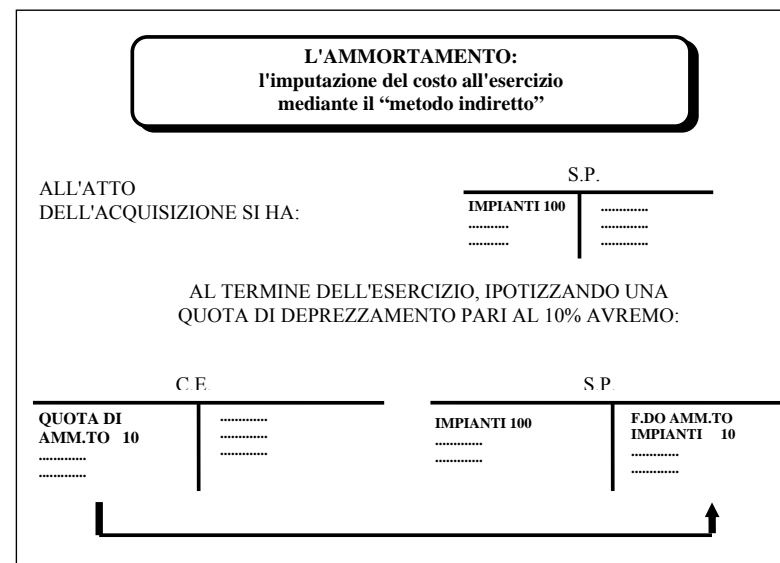 L'AMMORTAMENTO:
l'imputazione del costo all'esercizio
mediante il “metodo indiretto”
ALL'ATTO
DELL'ACQUISIZIONE SI HA:
S.P.
IMPIANTI 100
...........
...........
.............
.............
.............
AL TERMINE DELL'ESERCIZIO, IPOTIZZANDO UNA
QUOTA DI DEPREZZAMENTO PARI AL 10% AVREMO:
C.E.
QUOTA DI
AMM.TO 10
.............
.............
.............
.............
.............
S.P.
IMPIANTI 100
.............
.............
F.DO AMM.TO
IMPIANTI 10
.............
.............